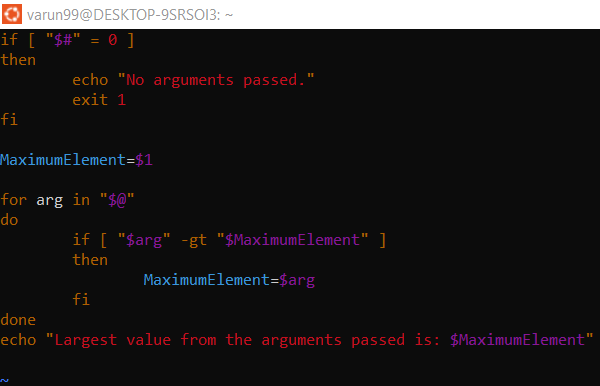 varun99@DESKTOP-9SRSOI3: ~
if [ "$#" = 0 ]
then
        echo "No arguments passed."
        exit 1
fi

MaximumElement=$1

for arg in "$@"
do
        if [ "$arg" -gt "$MaximumElement" ]
        then
                MaximumElement=$arg
        fi
done
echo "Largest value from the arguments passed is: $MaximumElement"

~